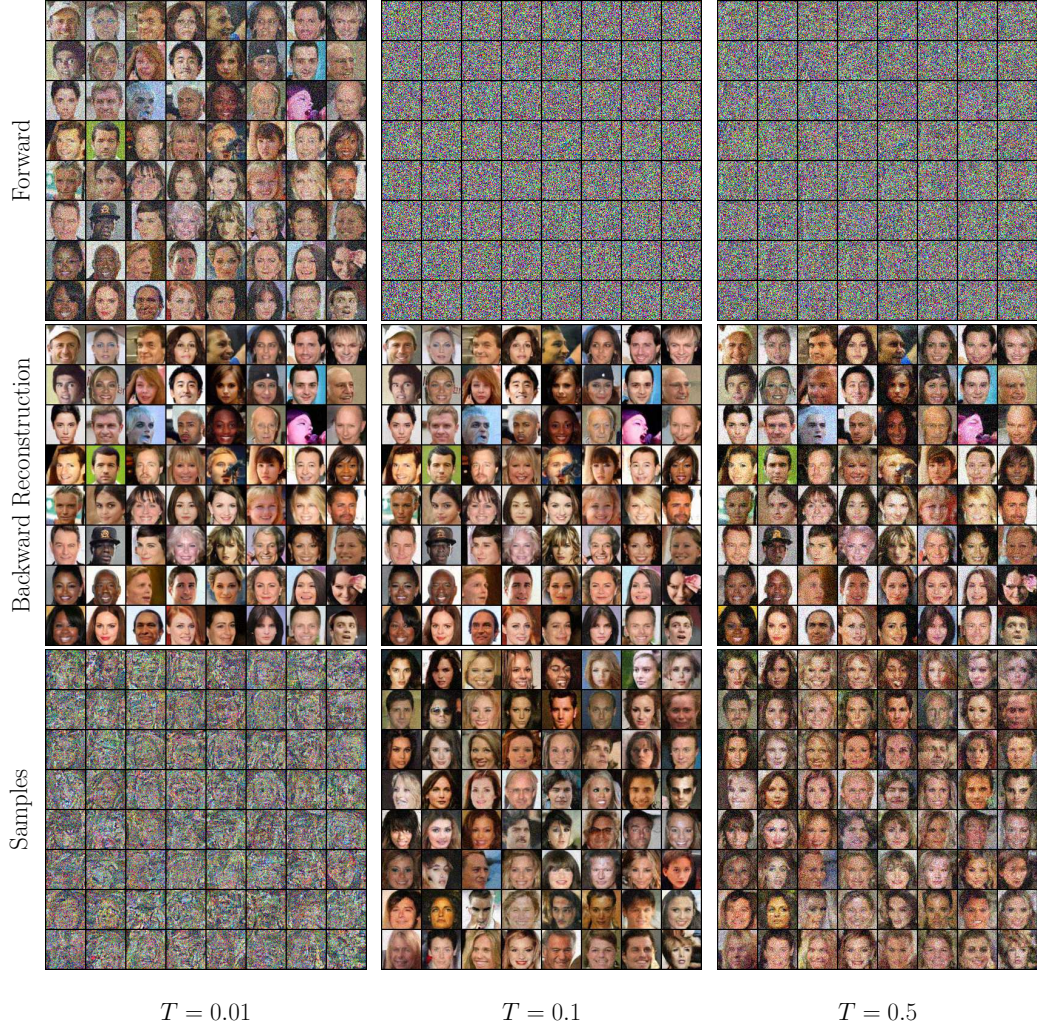 Forward
Backward Reconstruction
Samples
T = 0.01
T = 0.1
T = 0.5